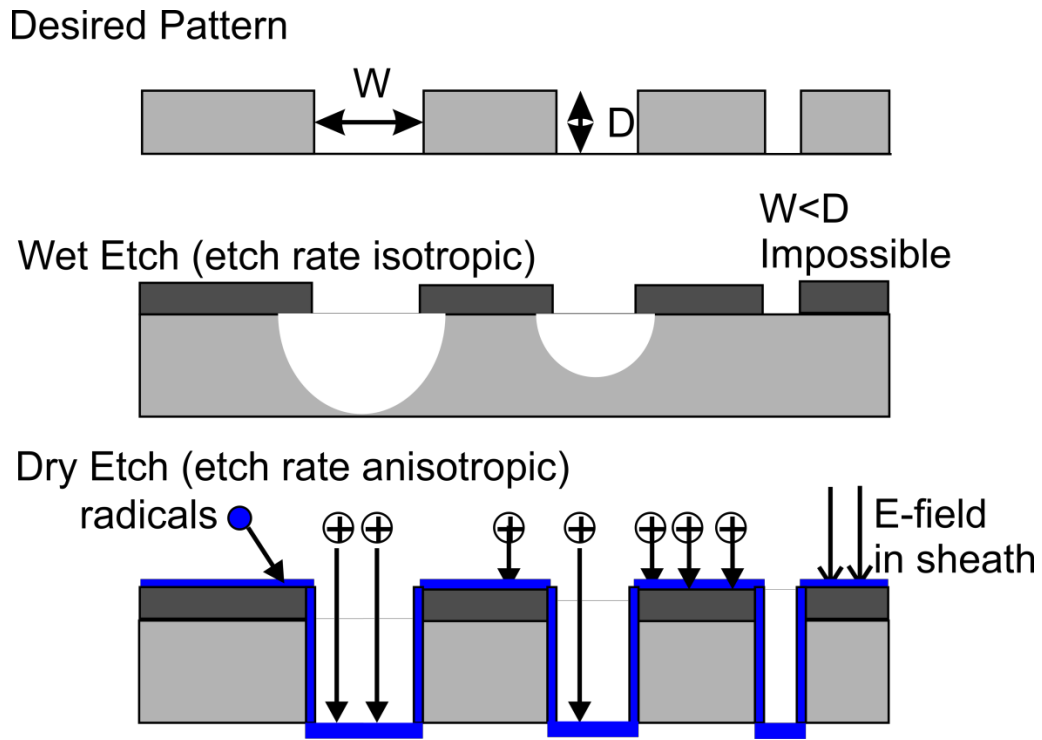 Desired Pattern
W
D
W<D
Impossible
Wet Etch (etch rate isotropic)
Dry Etch (etch rate anisotropic)
radicals
E-field
in sheath